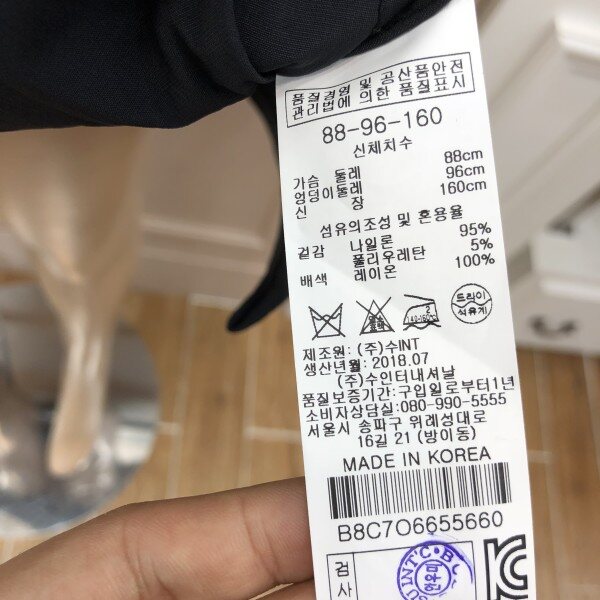 품질경영 및 공산품안전
관리법에 의한 품질표시
88-96-160
신체치수
가슴 둘레 88cm
엉덩이둘레 96cm
신 장 160cm
섬유의조성 및 혼용율
겉감 나일론 95%
폴리우레탄 5%
배색 레이온 100%
2
140-160℃
드라이
석유계
제조원: (주)수INT
생산년월: 2018.07
(주)수인터내셔날
품질보증기간:구입일로부터1년
소비자상담실:080-990-5555
서울시 송파구 위례성대로
16길 21 (방이동)
MADE IN KOREA
B8C7O6655660
검
사